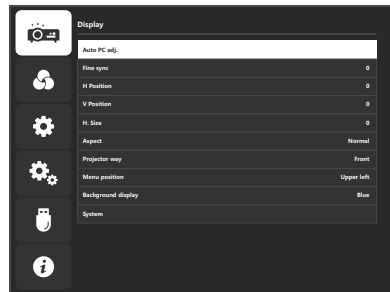 Display
Auto PC adj.
Fine sync 0
H Position 0
V Position 0
H. Size 0
Aspect Normal
Projector way Front
Menu position Upper left
Background display Blue
System